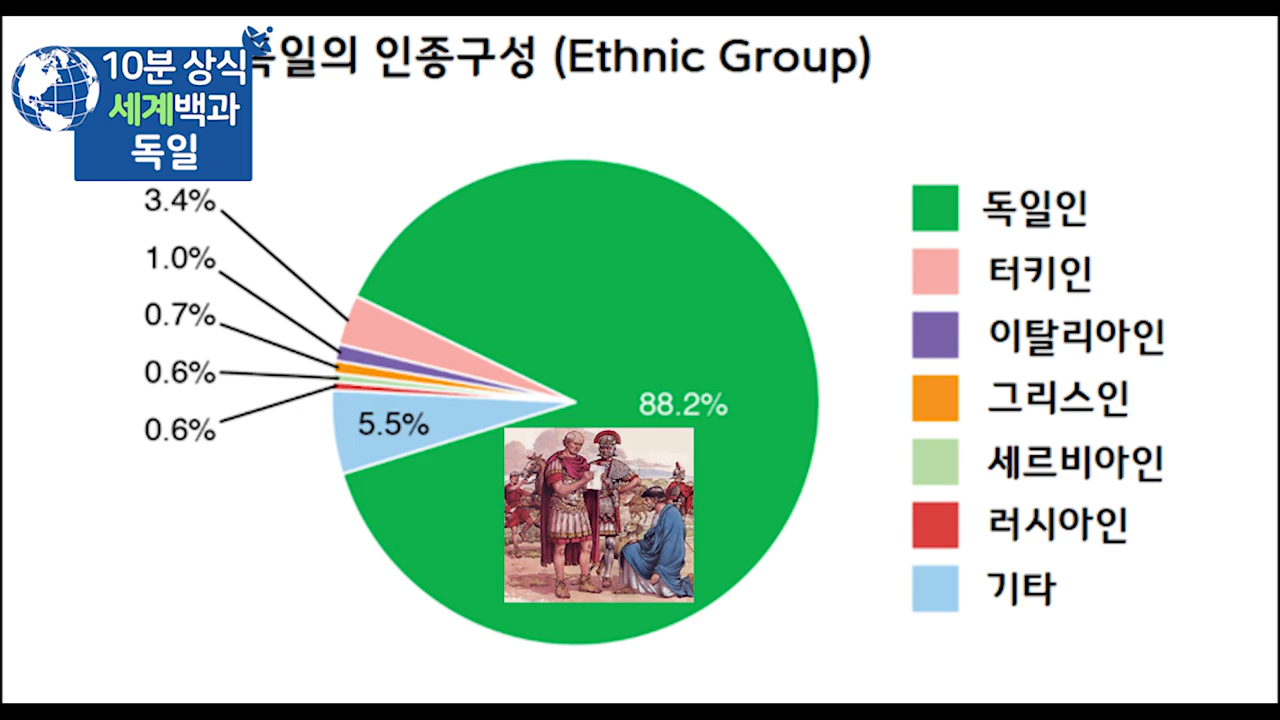 10분 상식
세계백과
독일
독일의 인종구성 (Ethnic Group)
3.4%
1.0%
0.7%
0.6%
0.6%
5.5%
88.2%
독일인
터키인
이탈리아인
그리스인
세르비아인
러시아인
기타